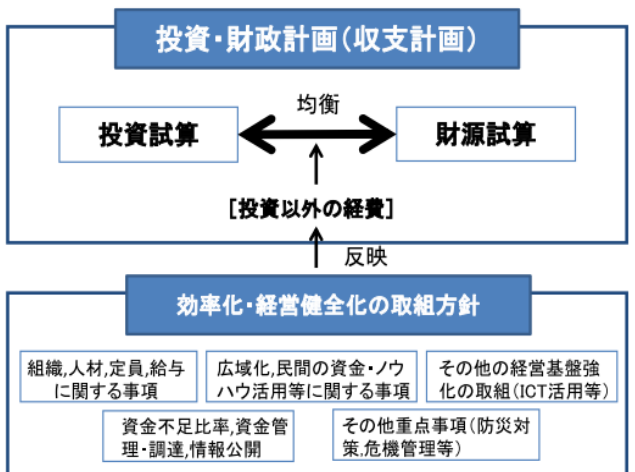 投資・財政計画(収支計画)
均衡
投資試算
財源試算
[投資以外の経費]
反映
効率化・経営健全化の取組方針
組織,人材,定員,給与
に関する事項
広域化,民間の資金・ノウ
ハウ活用等に関する事項
その他の経営基盤強
化の取組(ICT活用等)
資金不足比率,資金管
理・調達,情報公開
その他重点事項(防災対
策,危機管理等)